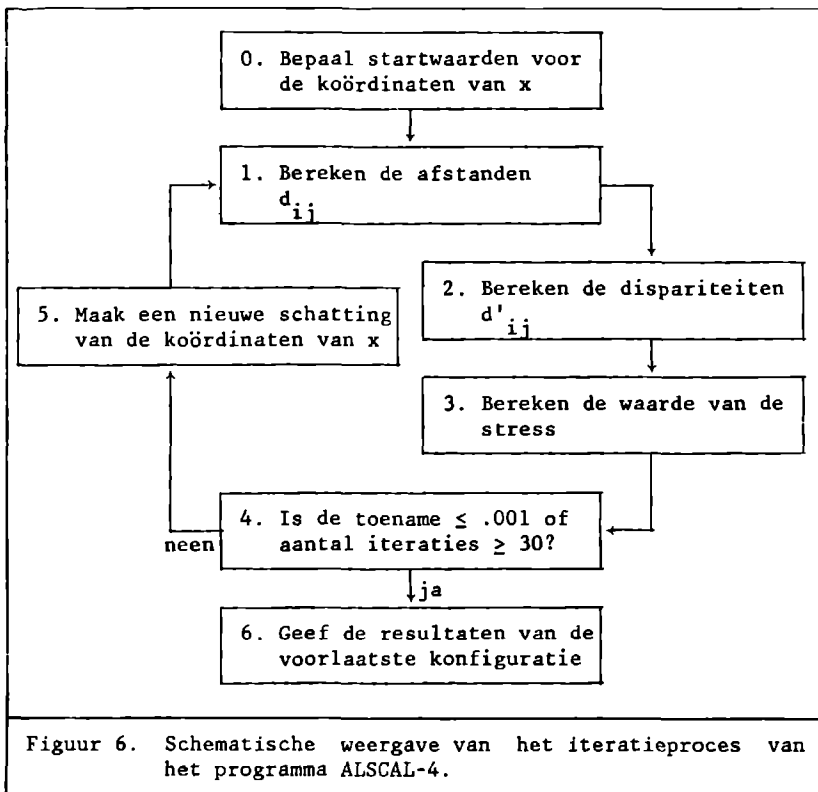 0. Bepaal startwaarden voor
de koördinaten van x
1. Bereken de afstanden
d
ij
2. Bereken de dispariteiten
d'
ij
5. Maak een nieuwe schatting
van de koördinaten van x
3. Bereken de waarde van de
stress
4. Is de toename ≤ .001 of
aantal iteraties ≥ 30?
neen
ja
6. Geef de resultaten van de
voorlaatste konfiguratie
Figuur 6. Schematische weergave van het iteratieproces van
het programma ALSCAL-4.